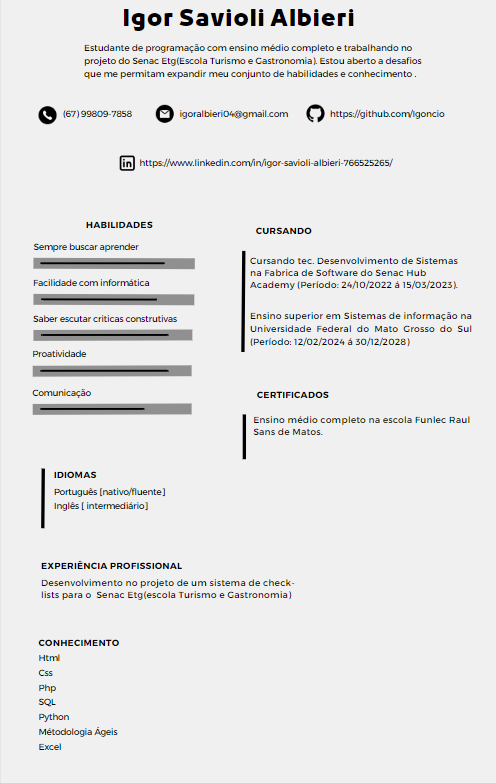 Igor Savioli Albieri
Estudante de programação com ensino médio completo e trabalhando no
projeto do Senac Etg(Escola Turismo e Gastronomia). Estou aberto a desafios
que me permitam expandir meu conjunto de habilidades e conhecimento .
(67) 99809-7858
igoralbieri04@gmail.com
https://github.com/Igoncio
https://www.linkedin.com/in/igor-savioli-albieri-766525265/
HABILIDADES
Sempre buscar aprender
Facilidade com informática
Saber escutar criticas construtivas
Proatividade
Comunicação
CURSANDO
Cursando tec. Desenvolvimento de Sistemas
na Fabrica de Software do Senac Hub
Academy (Período: 24/10/2022 á 15/03/2023).
Ensino superior em Sistemas de informação na
Universidade Federal do Mato Grosso do Sul
(Período: 12/02/2024 á 30/12/2028)
CERTIFICADOS
Ensino médio completo na escola Funlec Raul
Sans de Matos.
IDIOMAS
Português [nativo/fluente]
Inglês [ intermediário]
EXPERIÊNCIA PROFISSIONAL
Desenvolvimento no projeto de um sistema de check-
lists para o Senac Etg(escola Turismo e Gastronomia)
CONHECIMENTO
Html
Css
Php
SQL
Python
Métodologia Ágeis
Excel